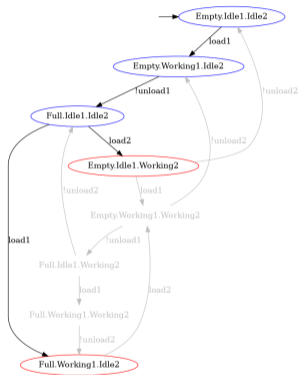 Empty.Idle1.Idle2
load1
Empty.Working1.Idle2
!unload1
Full.Idle1.Idle2
load2
!unload2
load2
Empty.Idle1.Working2
load1
!unload2
Empty.Working1.Working2
load1
!unload1
load2
Full.Idle1.Working2
load1
Full.Working1.Working2
!unload2
Full.Working1.Idle2